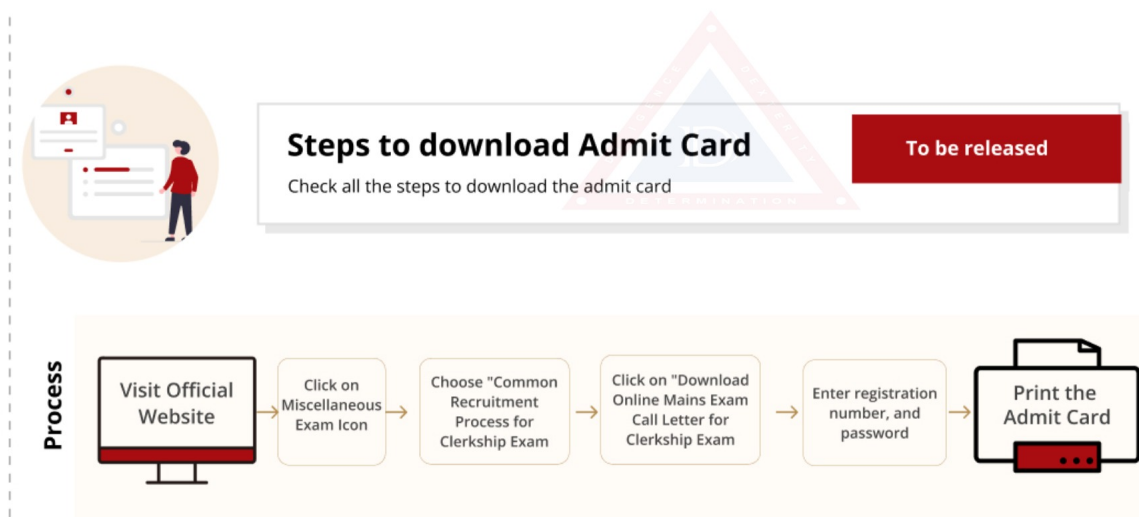 Steps to download Admit Card
Check all the steps to download the admit card
To be released
DETERMINATION
Process
Visit Official
Website
Click on
Miscellaneous
Exam Icon
Choose "Common
Recruitment
Process for
Clerkship Exam
Click on "Download
Online Mains Exam
Call Letter for
Clerkship Exam
Enter registration
number, and
password
Print the
Admit Card